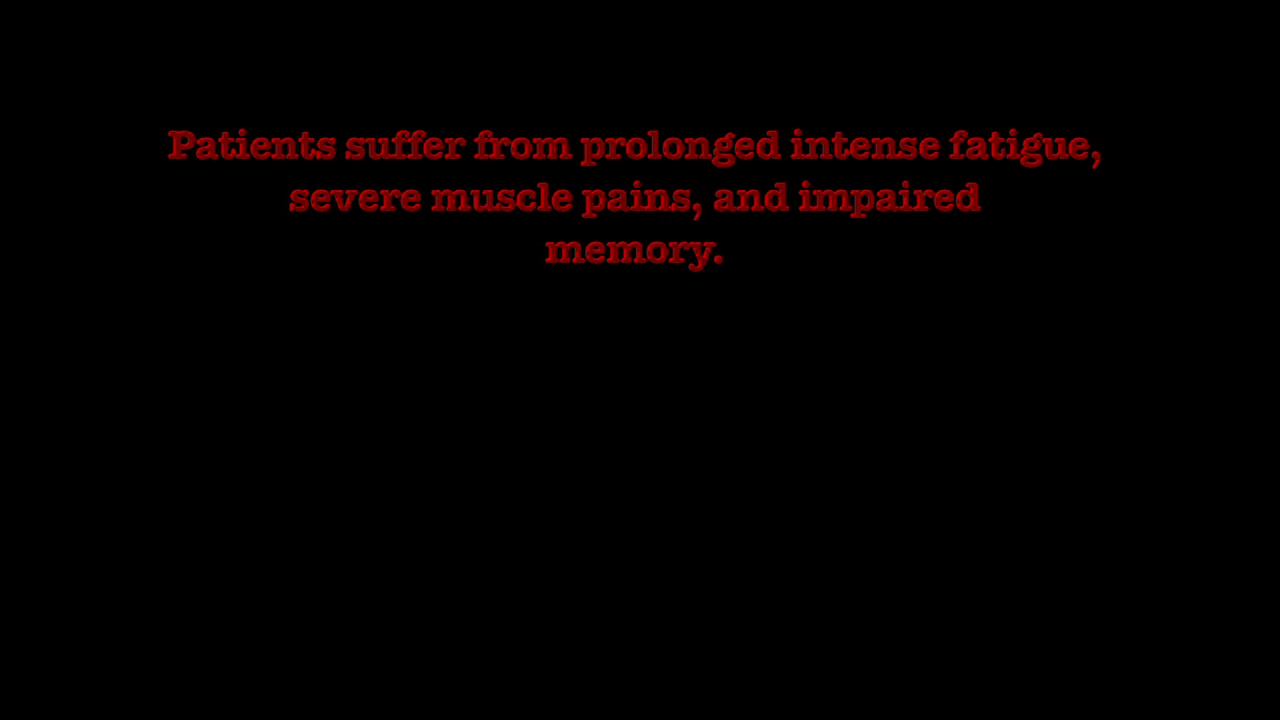 Patients suffer from prolonged intense fatigue,
severe muscle pains, and impaired
memory.